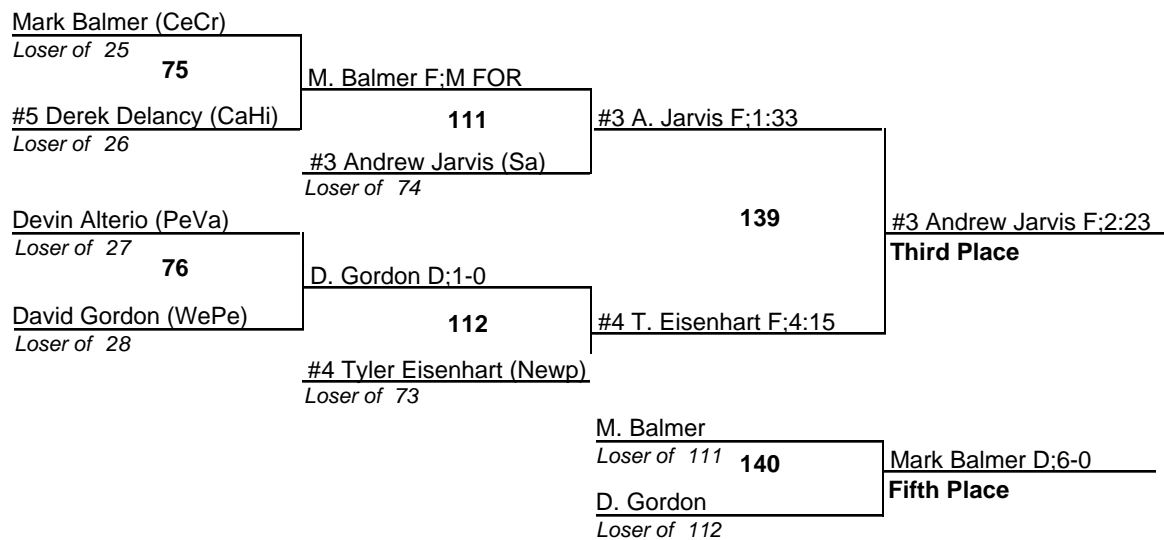 Mark Balmer (CeCr)
Loser of 25
75
#5 Derek Delancy (CaHi)
Loser of 26
M. Balmer F;M FOR
111
#3 Andrew Jarvis (Sa)
Loser of 74
#3 A. Jarvis F;1:33
Devin Alterio (PeVa)
Loser of 27
76
David Gordon (WePe)
Loser of 28
D. Gordon D;1-0
112
#4 Tyler Eisenhart (Newp)
Loser of 73
#4 T. Eisenhart F;4:15
139
#3 Andrew Jarvis F;2:23
Third Place
M. Balmer
Loser of 111
140
D. Gordon
Loser of 112
Mark Balmer D;6-0
Fifth Place